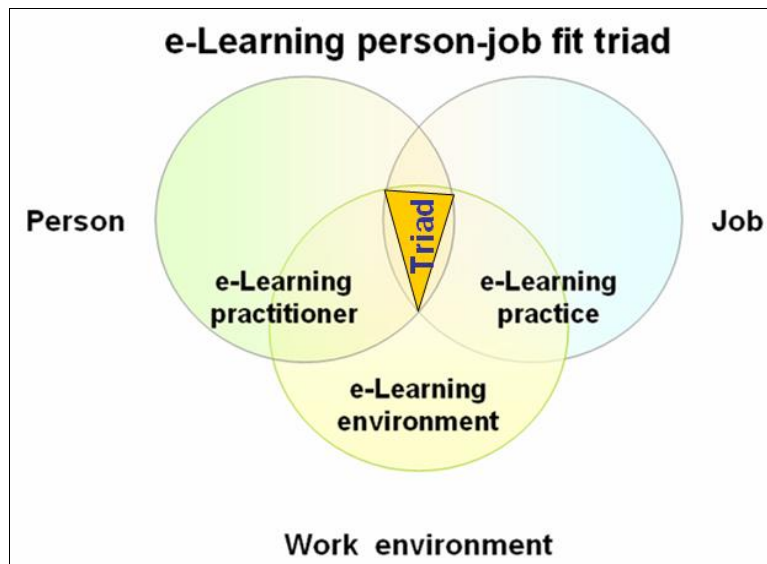 e-Learning person-job fit triad
Person
Job
Triad
e-Learning
practitioner
e-Learning
practice
e-Learning
environment
Work environment